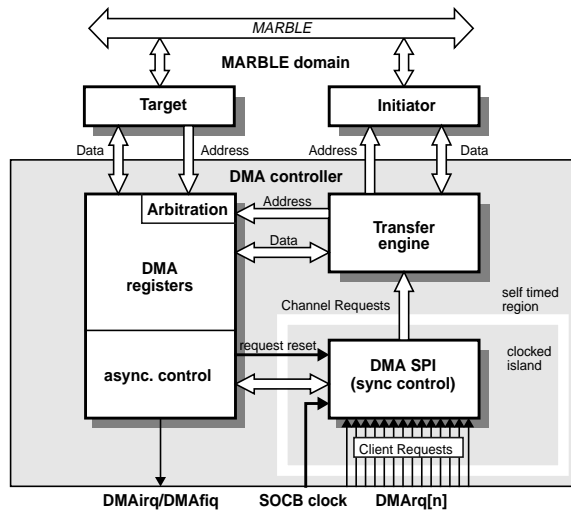 MARBLE
MARBLE domain
Target
Initiator
Data
Address
Address
Data
DMA controller
Arbitration
Address
Transfer
engine
Data
DMA
registers
Channel Requests
self timed
region
request reset
clocked
island
async. control
DMA SPI
(sync control)
Client Requests
DMAirq/DMAfiq
SOCB clock
DMArq[n]